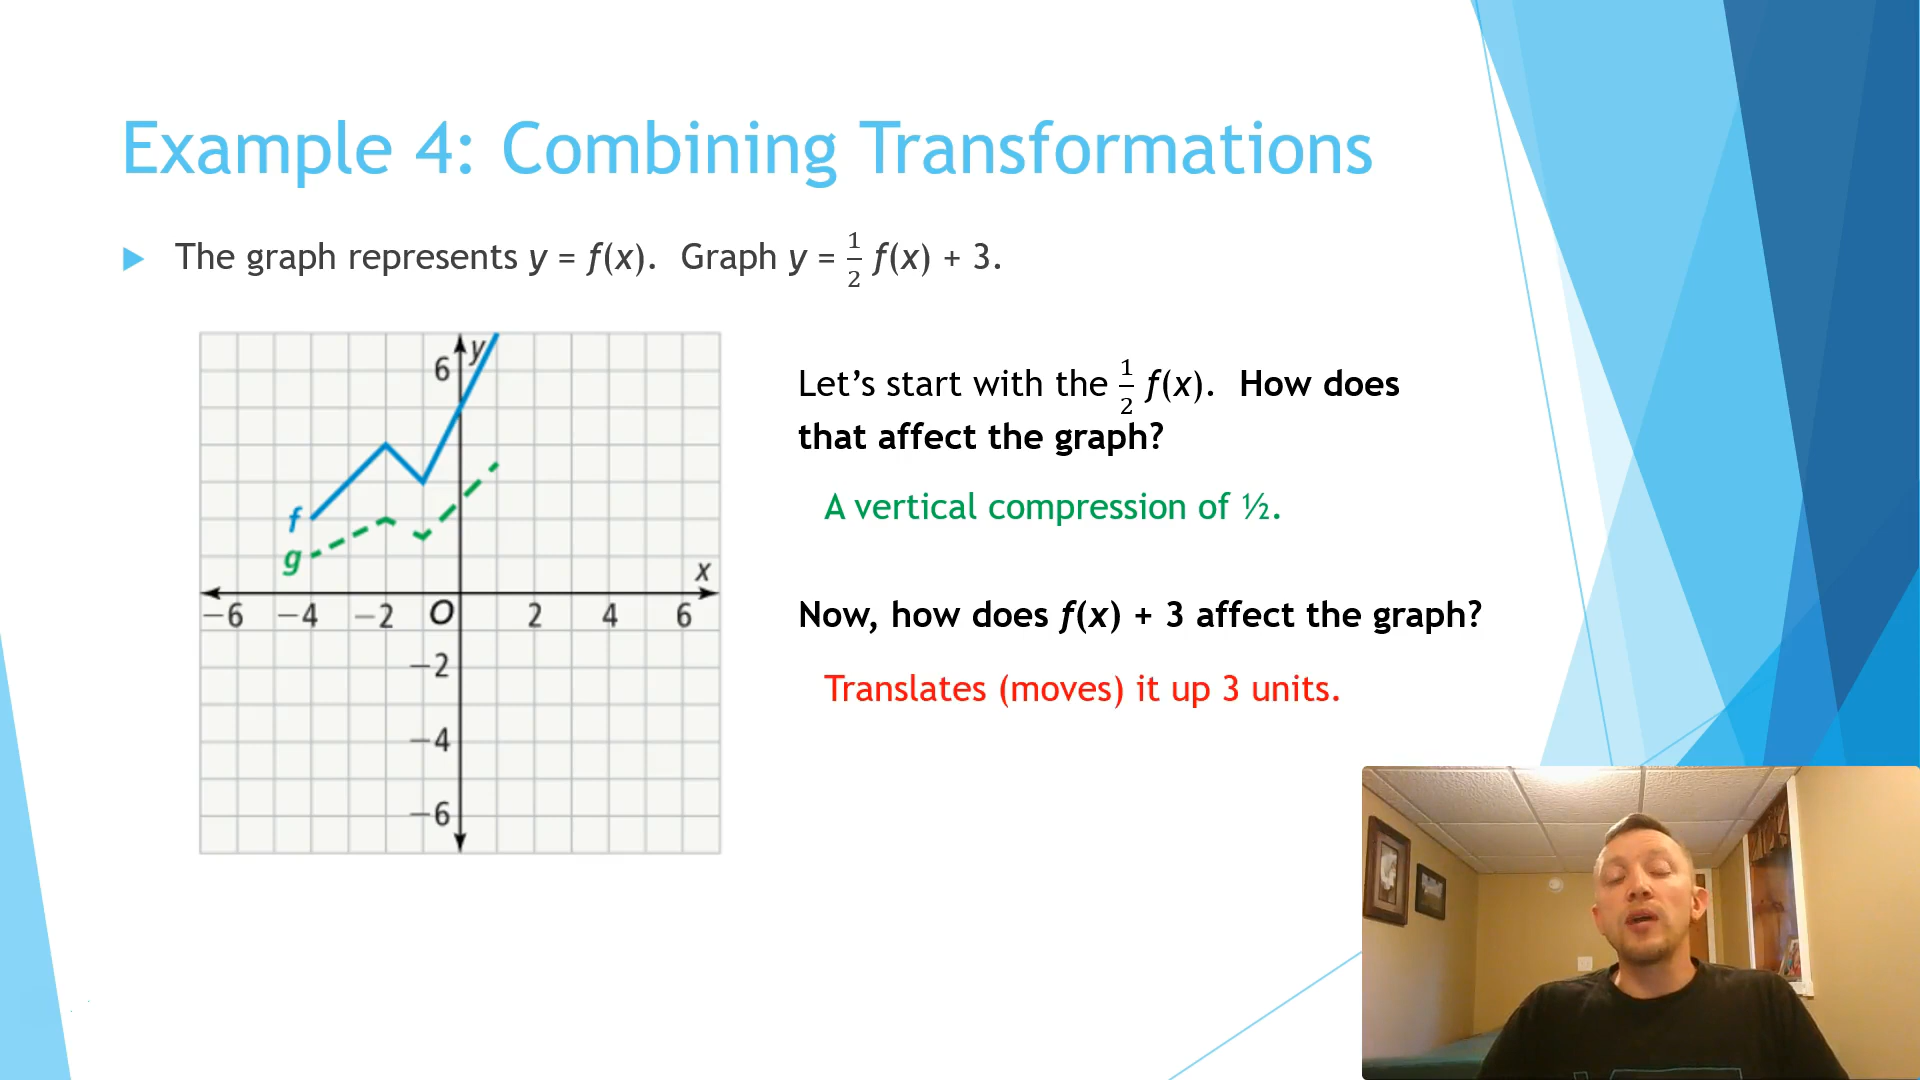 Example 4: Combining Transformations
The graph represents y = f(x). Graph y = 1/2 f(x) + 3.
y
6
f
g
x
−6 −4 −2 O 2 4 6
−2
−4
−6
Let's start with the 1/2 f(x). How does
that affect the graph?
A vertical compression of ½.
Now, how does f(x) + 3 affect the graph?
Translates (moves) it up 3 units.